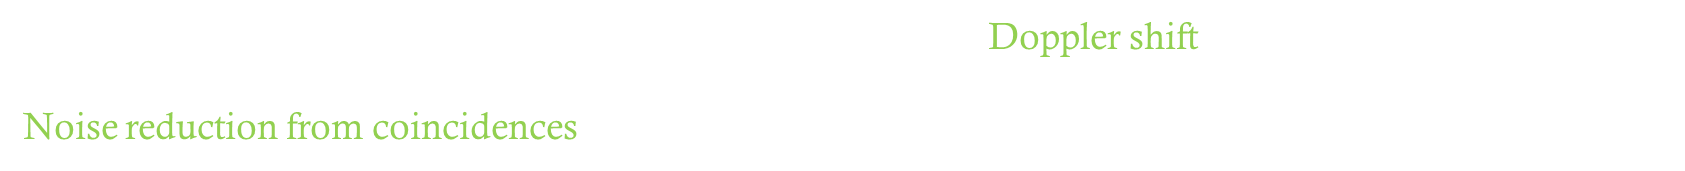 Doppler shift
Noise reduction from coincidences